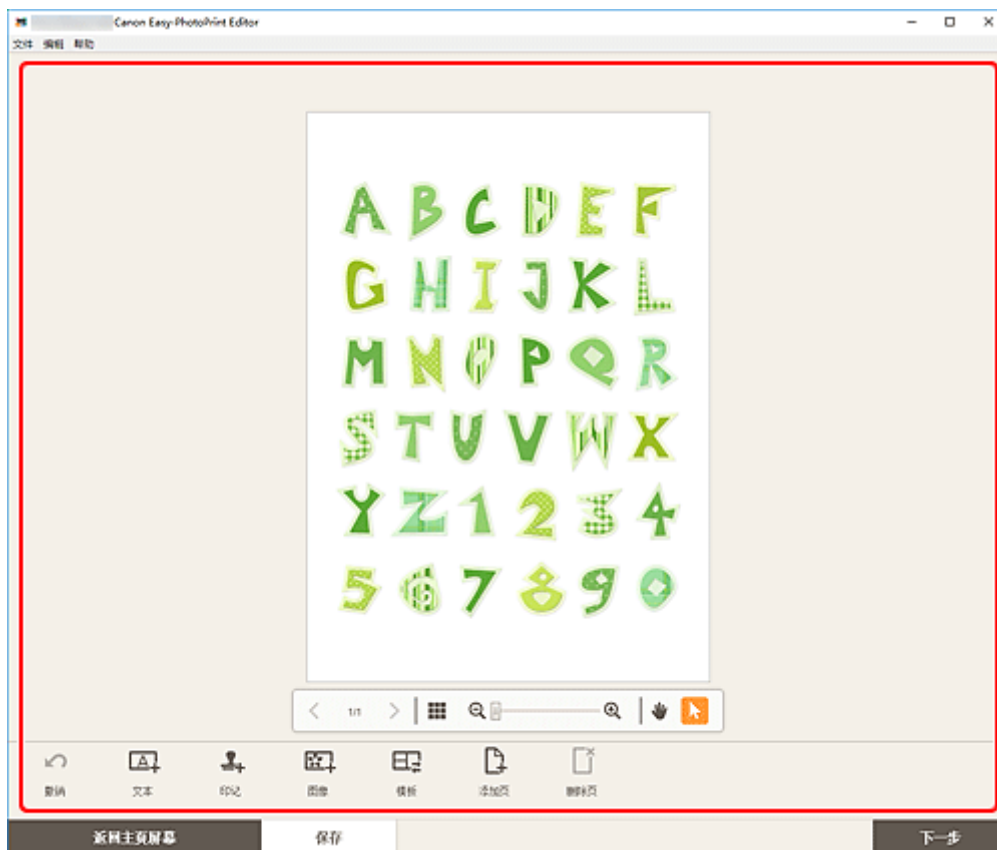 Canon Easy-PhotoPrint Editor
文件 编辑 帮助
A B C D E F
G H I J K L
M N O P Q R
S T U V W X
Y Z 1 2 3 4
5 6 7 8 9 0
1/1
撤销 文本 印记 图像 模板 添加页 删除页
返回主页屏幕 保存 下一步